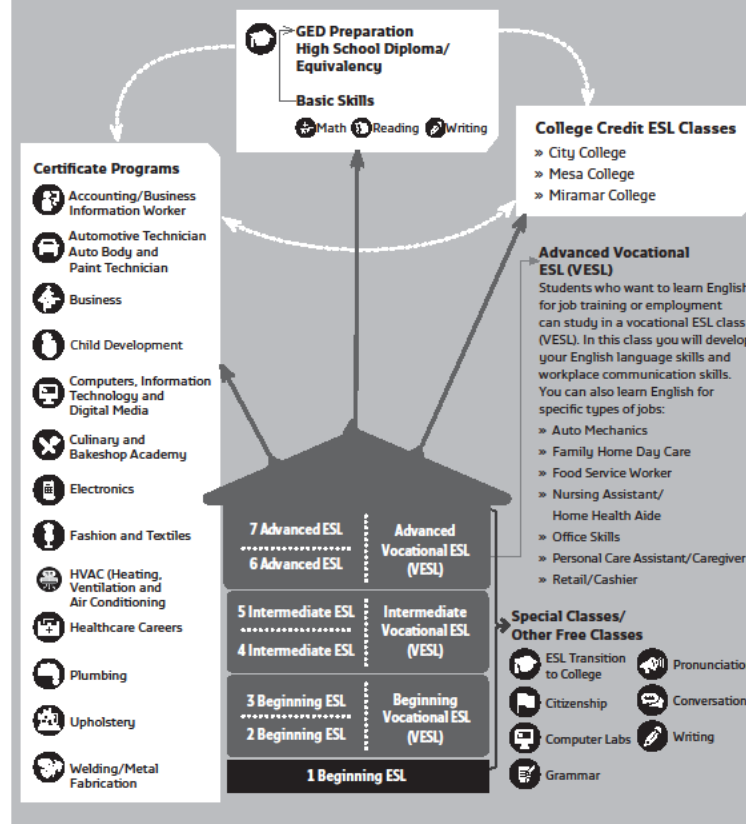 GED Preparation
High School Diploma/
Equivalency
Basic Skills
Math Reading Writing
College Credit ESL Classes
» City College
» Mesa College
» Miramar College
Certificate Programs
Accounting/Business
Information Worker
Automotive Technician
Auto Body and
Paint Technician
Business
Child Development
Computers, Information
Technology and
Digital Media
Culinary and
Bakeshop Academy
Electronics
Fashion and Textiles
HVAC (Heating,
Ventilation and
Air Conditioning
Healthcare Careers
Plumbing
Upholstery
Welding/Metal
Fabrication
Advanced Vocational
ESL (VESL)
Students who want to learn English
for job training or employment
can study in a vocational ESL class
(VESL). In this class you will develop
your English language skills and
workplace communication skills.
You can also learn English for
specific types of jobs:
» Auto Mechanics
» Family Home Day Care
» Food Service Worker
» Nursing Assistant/
Home Health Aide
» Office Skills
» Personal Care Assistant/Caregiver
» Retail/Cashier
7 Advanced ESL
6 Advanced ESL
Advanced
Vocational ESL
(VESL)
5 Intermediate ESL
4 Intermediate ESL
Intermediate
Vocational ESL
(VESL)
3 Beginning ESL
2 Beginning ESL
Beginning
Vocational ESL
(VESL)
1 Beginning ESL
Special Classes/
Other Free Classes
ESL Transition
to College
Pronunciatio
Citizenship
Conversation
Computer Labs
Writing
Grammar